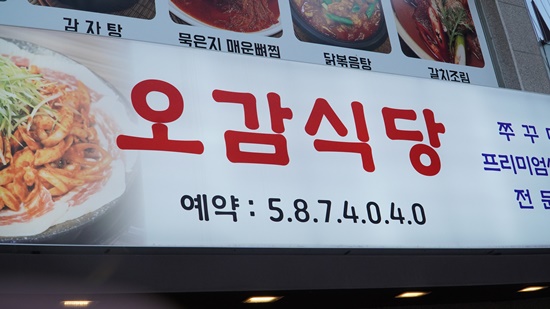 감자탕
묵은지 매운뼈찜
닭볶음탕
갈치조림
오감식당
예약 : 5.8.7.4.0.4.0
쭈꾸
프리미엄
전문